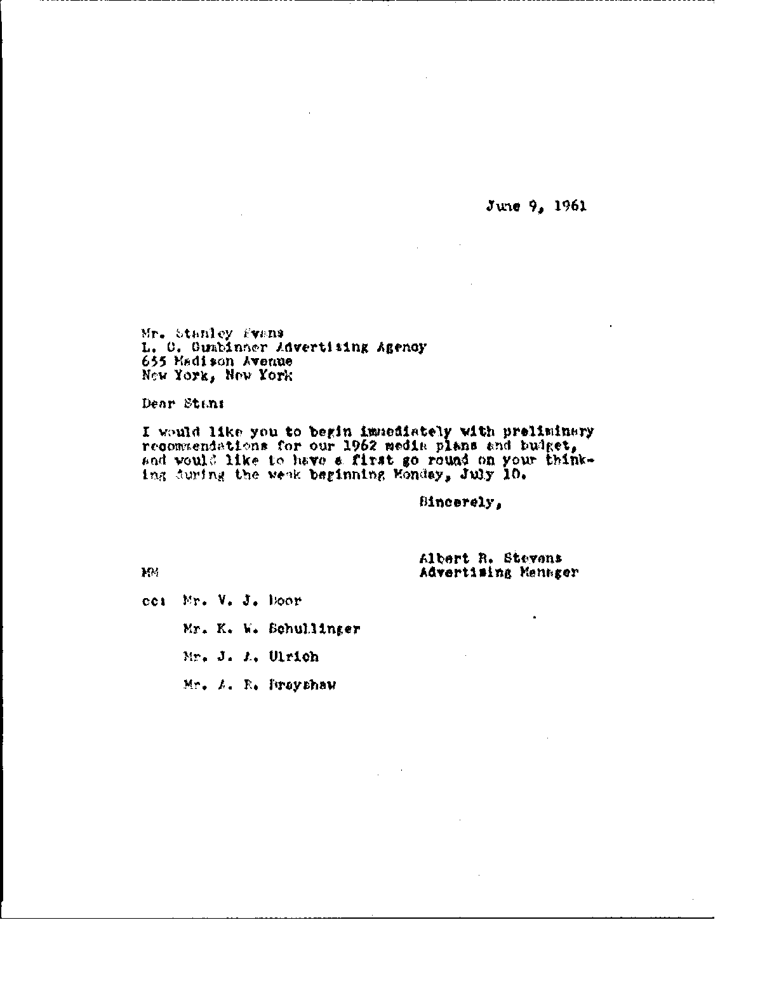 June 9, 1961
Mr. Stanley Evans
L. C. Gumbinner Advertising Agency
655 Madison Avenue
New York, New York
Dear Stan:
I would like you to begin immediately with preliminary
recommendations for our 1962 media plans and budget,
and would like to have a first go round on your think-
ing during the week beginning Monday, July 10.
Sincerely,
Albert R. Stevens
MM Advertising Manager
cc: Mr. V. J.
Mr. K. W. Schullinger
Mr. J. A. Ulrich
Mr. A. R.